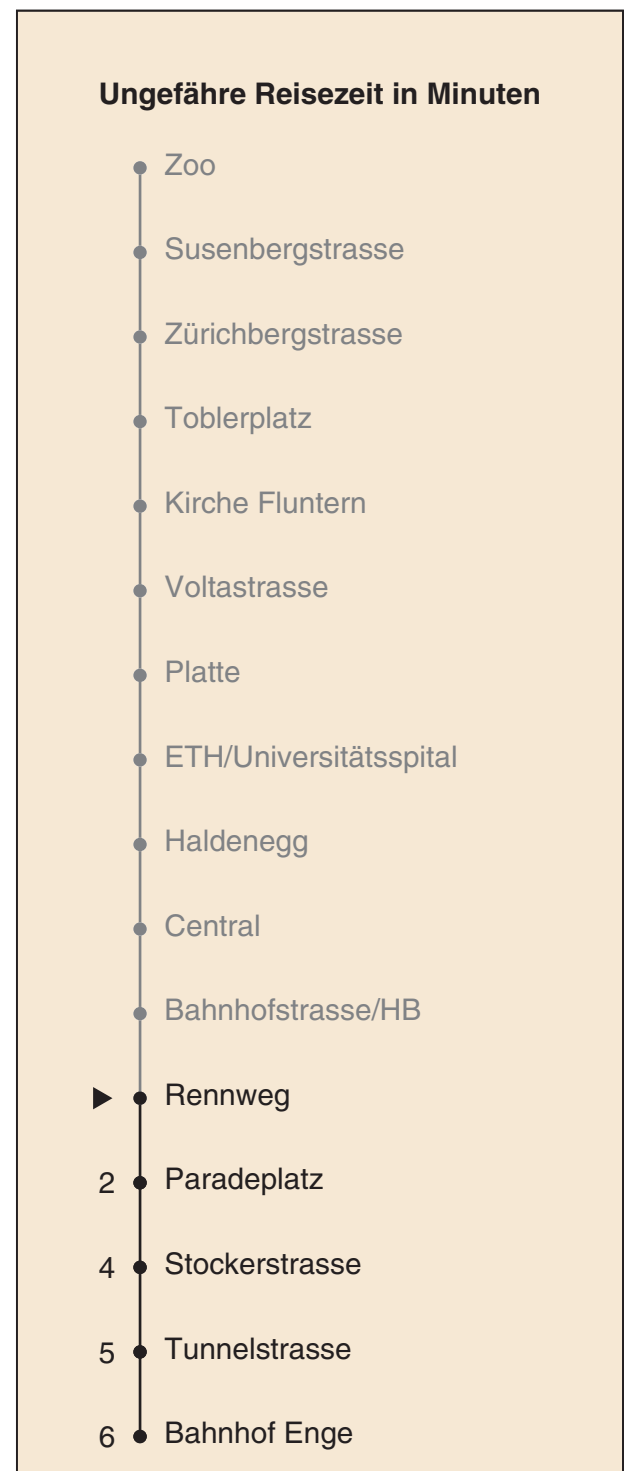 Ungefähre Reisezeit in Minuten
Zoo
Susenbergstrasse
Zürichbergstrasse
Toblerplatz
Kirche Fluntern
Voltastrasse
Platte
ETH/Universitätsspital
Haldenegg
Central
Bahnhofstrasse/HB
Rennweg
2 Paradeplatz
4 Stockerstrasse
5 Tunnelstrasse
6 Bahnhof Enge